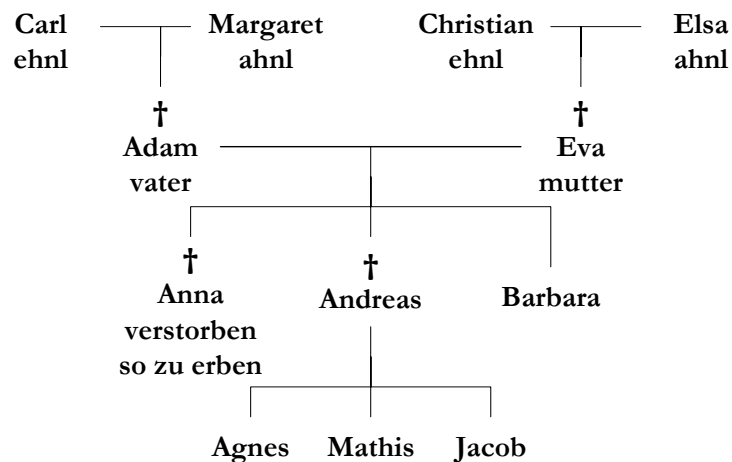 Carl Margaret Christian Elsa
ehnl ahnl ehnl ahnl
† †
Adam Eva
vater mutter
† †
Anna Andreas Barbara
verstorben
so zu erben
Agnes Mathis Jacob